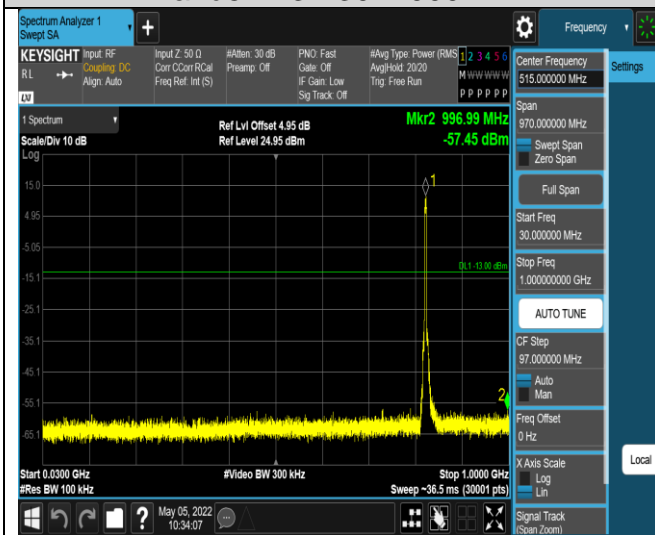 Spectrum Analyzer 1
Swept SA
Frequency
KEYSIGHT
RL
LXI
Input: RF
Coupling: DC
Align: Auto
Input Z: 50 Ω
Corr CCorr RCal
Freq Ref: Int (S)
#Atten: 30 dB
Preamp: Off
PNO: Fast
Gate: Off
IF Gain: Low
Sig Track: Off
#Avg Type: Power (RMS
Avg|Hold: 20/20
Trig: Free Run
1 2 3 4 5 6
M W W W W W
P P P P P P
Center Frequency
515.000000 MHz
Settings
Span
970.000000 MHz
Swept Span
Zero Span
Full Span
Start Freq
30.000000 MHz
Stop Freq
1.000000000 GHz
AUTO TUNE
CF Step
97.000000 MHz
Auto
Man
Freq Offset
0 Hz
X Axis Scale
Log
Lin
Local
Signal Track
(Span Zoom)
1 Spectrum
Scale/Div 10 dB
Log
Ref Lvl Offset 4.95 dB
Ref Level 24.95 dBm
Mkr2 996.99 MHz
-57.45 dBm
1
15.0
4.95
-5.05
DL1 -13.00 dBm
-15.1
-25.1
-35.1
-45.1
-55.1
2
-65.1
Start 0.0300 GHz
#Res BW 100 kHz
#Video BW 300 kHz
Stop 1.0000 GHz
Sweep ~36.5 ms (30001 pts)
?
May 05, 2022
10:34:07